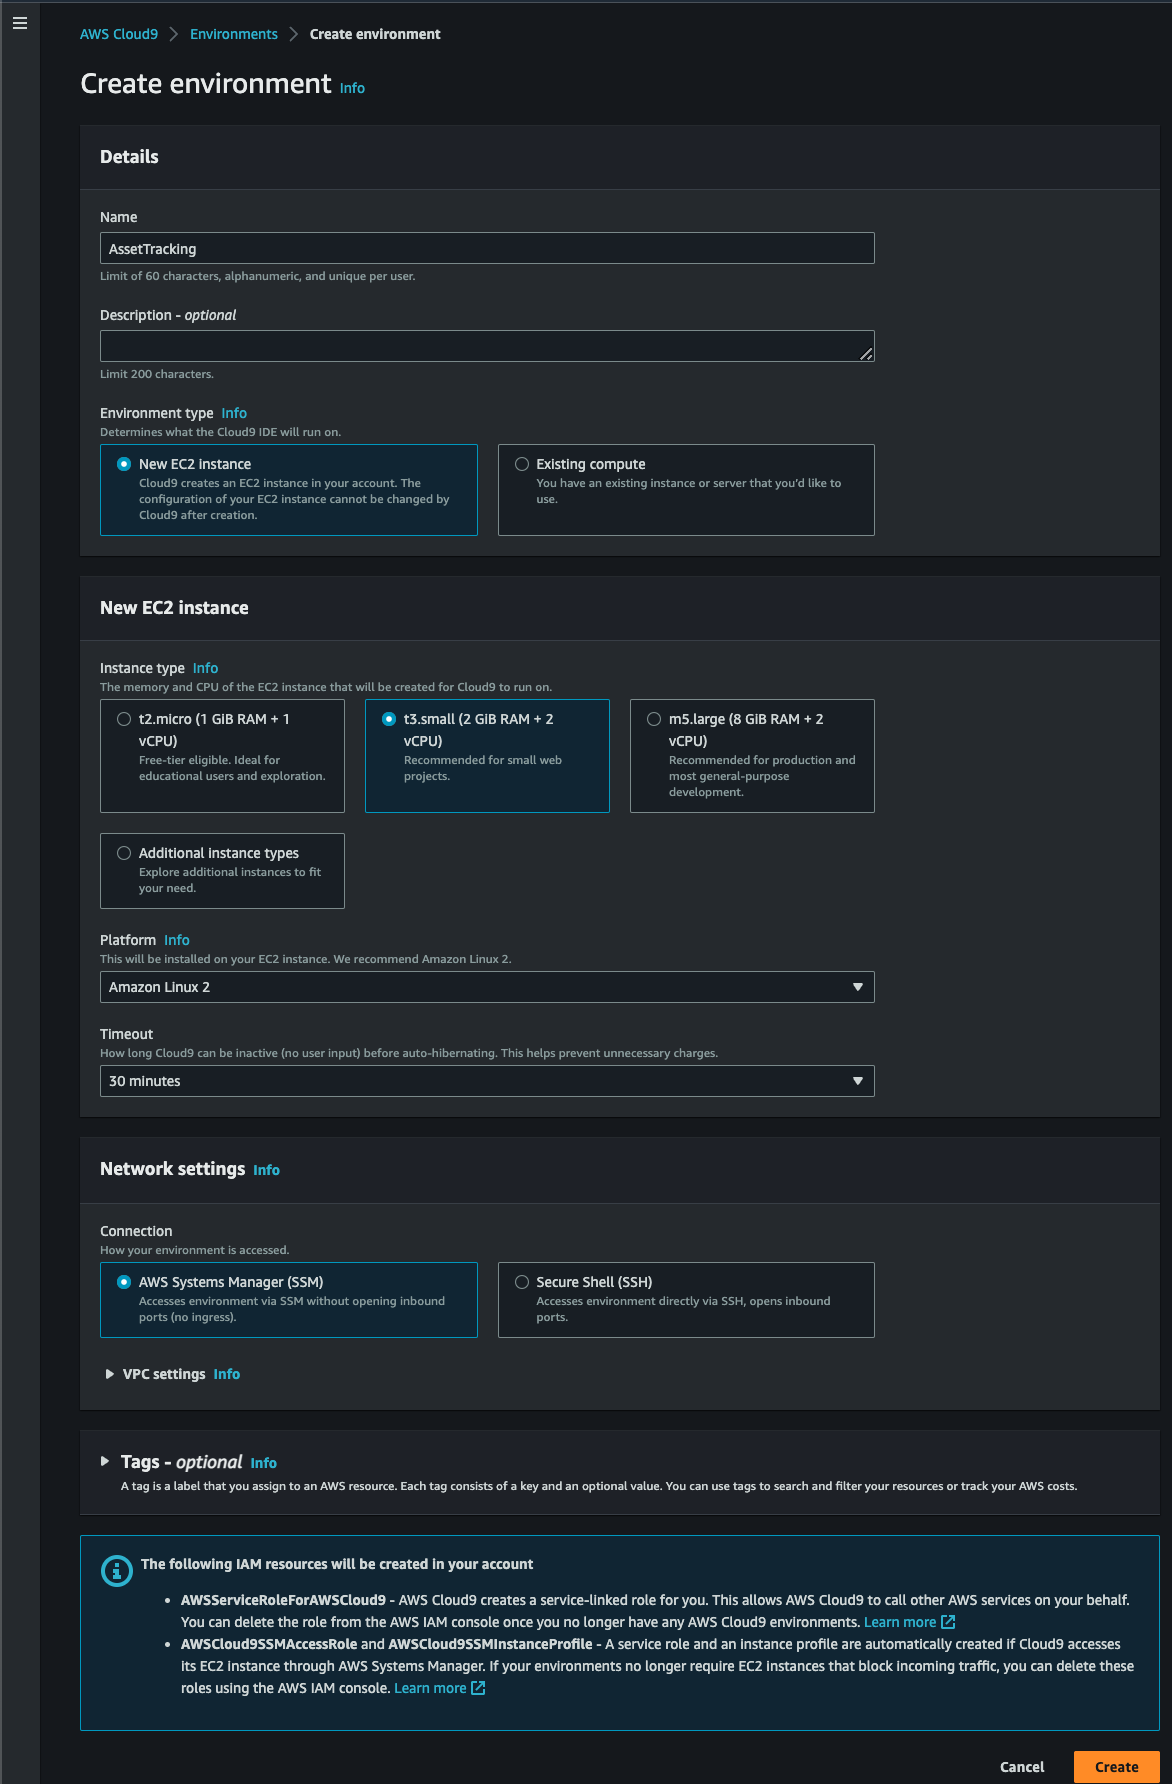 AWS Cloud9 > Environments > Create environment
Create environment Info
Details
Name
AssetTracking
Limit of 60 characters, alphanumeric, and unique per user.
Description - optional
Limit 200 characters.
Environment type Info
Determines what the Cloud9 IDE will run on.
New EC2 instance
Cloud9 creates an EC2 instance in your account. The
configuration of your EC2 instance cannot be changed by
Cloud9 after creation.
Existing compute
You have an existing instance or server that you’d like to
use.
New EC2 instance
Instance type Info
The memory and CPU of the EC2 instance that will be created for Cloud9 to run on.
t2.micro (1 GiB RAM + 1
vCPU)
Free-tier eligible. Ideal for
educational users and exploration.
t3.small (2 GiB RAM + 2
vCPU)
Recommended for small web
projects.
m5.large (8 GiB RAM + 2
vCPU)
Recommended for production and
most general-purpose
development.
Additional instance types
Explore additional instances to fit
your need.
Platform Info
This will be installed on your EC2 instance. We recommend Amazon Linux 2.
Amazon Linux 2
Timeout
How long Cloud9 can be inactive (no user input) before auto-hibernating. This helps prevent unnecessary charges.
30 minutes
Network settings Info
Connection
How your environment is accessed.
AWS Systems Manager (SSM)
Accesses environment via SSM without opening inbound
ports (no ingress).
Secure Shell (SSH)
Accesses environment directly via SSH, opens inbound
ports.
VPC settings Info
Tags - optional Info
A tag is a label that you assign to an AWS resource. Each tag consists of a key and an optional value. You can use tags to search and filter your resources or track your AWS costs.
The following IAM resources will be created in your account
• AWSServiceRoleForAWSCloud9 - AWS Cloud9 creates a service-linked role for you. This allows AWS Cloud9 to call other AWS services on your behalf.
You can delete the role from the AWS IAM console once you no longer have any AWS Cloud9 environments. Learn more
• AWSCloud9SSMAccessRole and AWSCloud9SSMInstanceProfile - A service role and an instance profile are automatically created if Cloud9 accesses
its EC2 instance through AWS Systems Manager. If your environments no longer require EC2 instances that block incoming traffic, you can delete these
roles using the AWS IAM console. Learn more
Cancel
Create